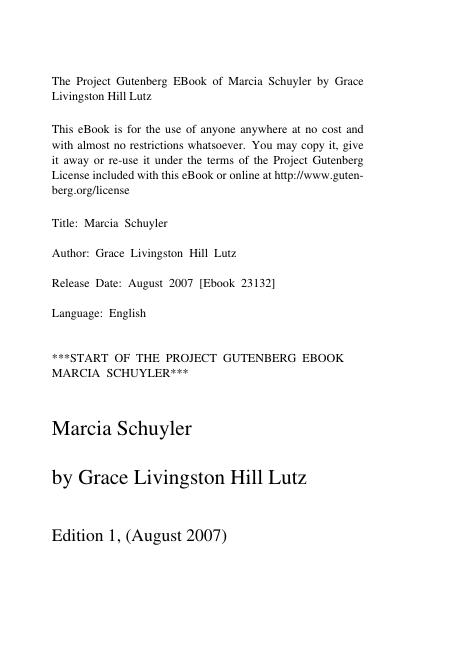 The Project Gutenberg EBook of Marcia Schuyler by Grace
Livingston Hill Lutz
This eBook is for the use of anyone anywhere at no cost and
with almost no restrictions whatsoever. You may copy it, give
it away or re-use it under the terms of the Project Gutenberg
License included with this eBook or online at http://www.guten-
berg.org/license
Title: Marcia Schuyler
Author: Grace Livingston Hill Lutz
Release Date: August 2007 [Ebook 23132]
Language: English
***START OF THE PROJECT GUTENBERG EBOOK
MARCIA SCHUYLER***
Marcia Schuyler
by Grace Livingston Hill Lutz
Edition 1, (August 2007)